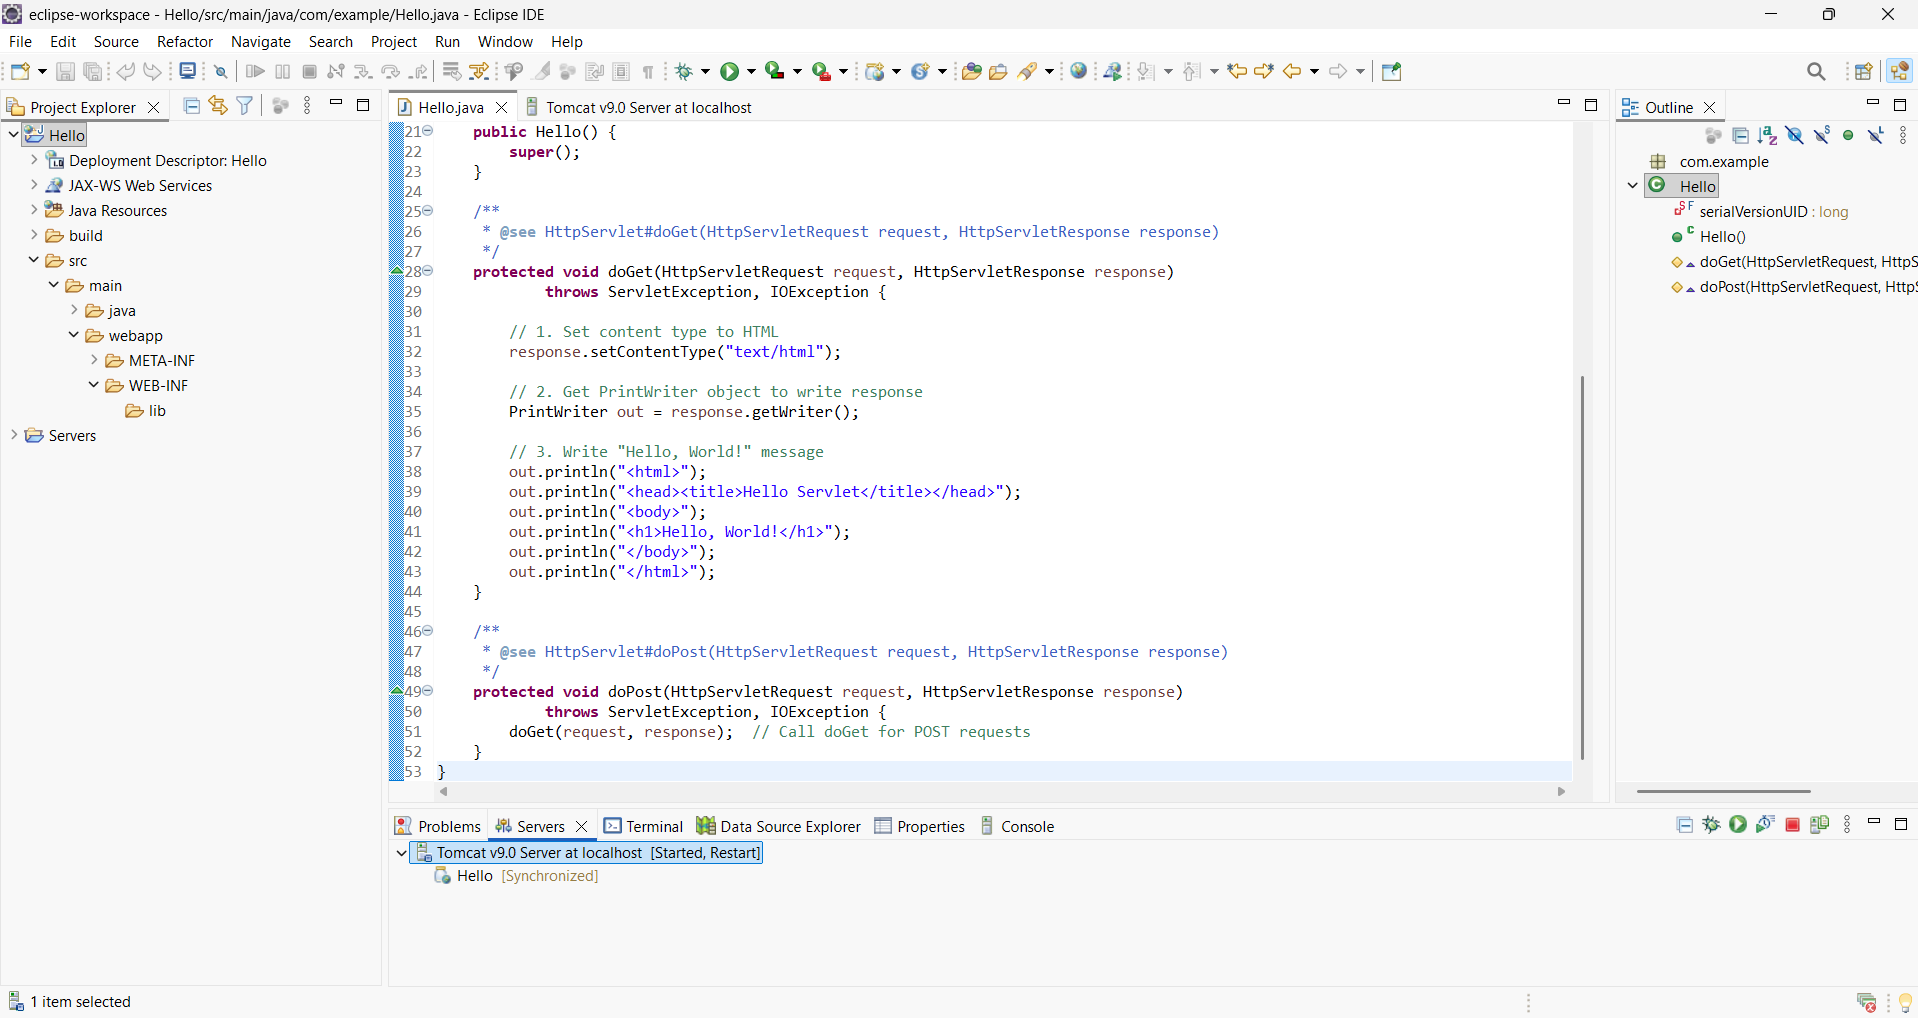 eclipse-workspace - Hello/src/main/java/com/example/Hello.java - Eclipse IDE
File Edit Source Refactor Navigate Search Project Run Window Help
Project Explorer
Hello
Deployment Descriptor: Hello
JAX-WS Web Services
Java Resources
build
src
main
java
webapp
META-INF
WEB-INF
lib
Servers
Hello.java
Tomcat v9.0 Server at localhost
21 public Hello() {
22 super();
23 }
24
25 /**
26 * @see HttpServlet#doGet(HttpServletRequest request, HttpServletResponse response)
27 */
28 protected void doGet(HttpServletRequest request, HttpServletResponse response)
29 throws ServletException, IOException {
30
31 // 1. Set content type to HTML
32 response.setContentType("text/html");
33
34 // 2. Get PrintWriter object to write response
35 PrintWriter out = response.getWriter();
36
37 // 3. Write "Hello, World!" message
38 out.println("<html>");
39 out.println("<head><title>Hello Servlet</title></head>");
40 out.println("<body>");
41 out.println("<h1>Hello, World!</h1>");
42 out.println("</body>");
43 out.println("</html>");
44 }
45
46 /**
47 * @see HttpServlet#doPost(HttpServletRequest request, HttpServletResponse response)
48 */
49 protected void doPost(HttpServletRequest request, HttpServletResponse response)
50 throws ServletException, IOException {
51 doGet(request, response); // Call doGet for POST requests
52 }
53 }
Outline
com.example
Hello
serialVersionUID : long
Hello()
doGet(HttpServletRequest, HttpS
doPost(HttpServletRequest, Http
Problems Servers Terminal Data Source Explorer Properties Console
Tomcat v9.0 Server at localhost [Started, Restart]
Hello [Synchronized]
1 item selected